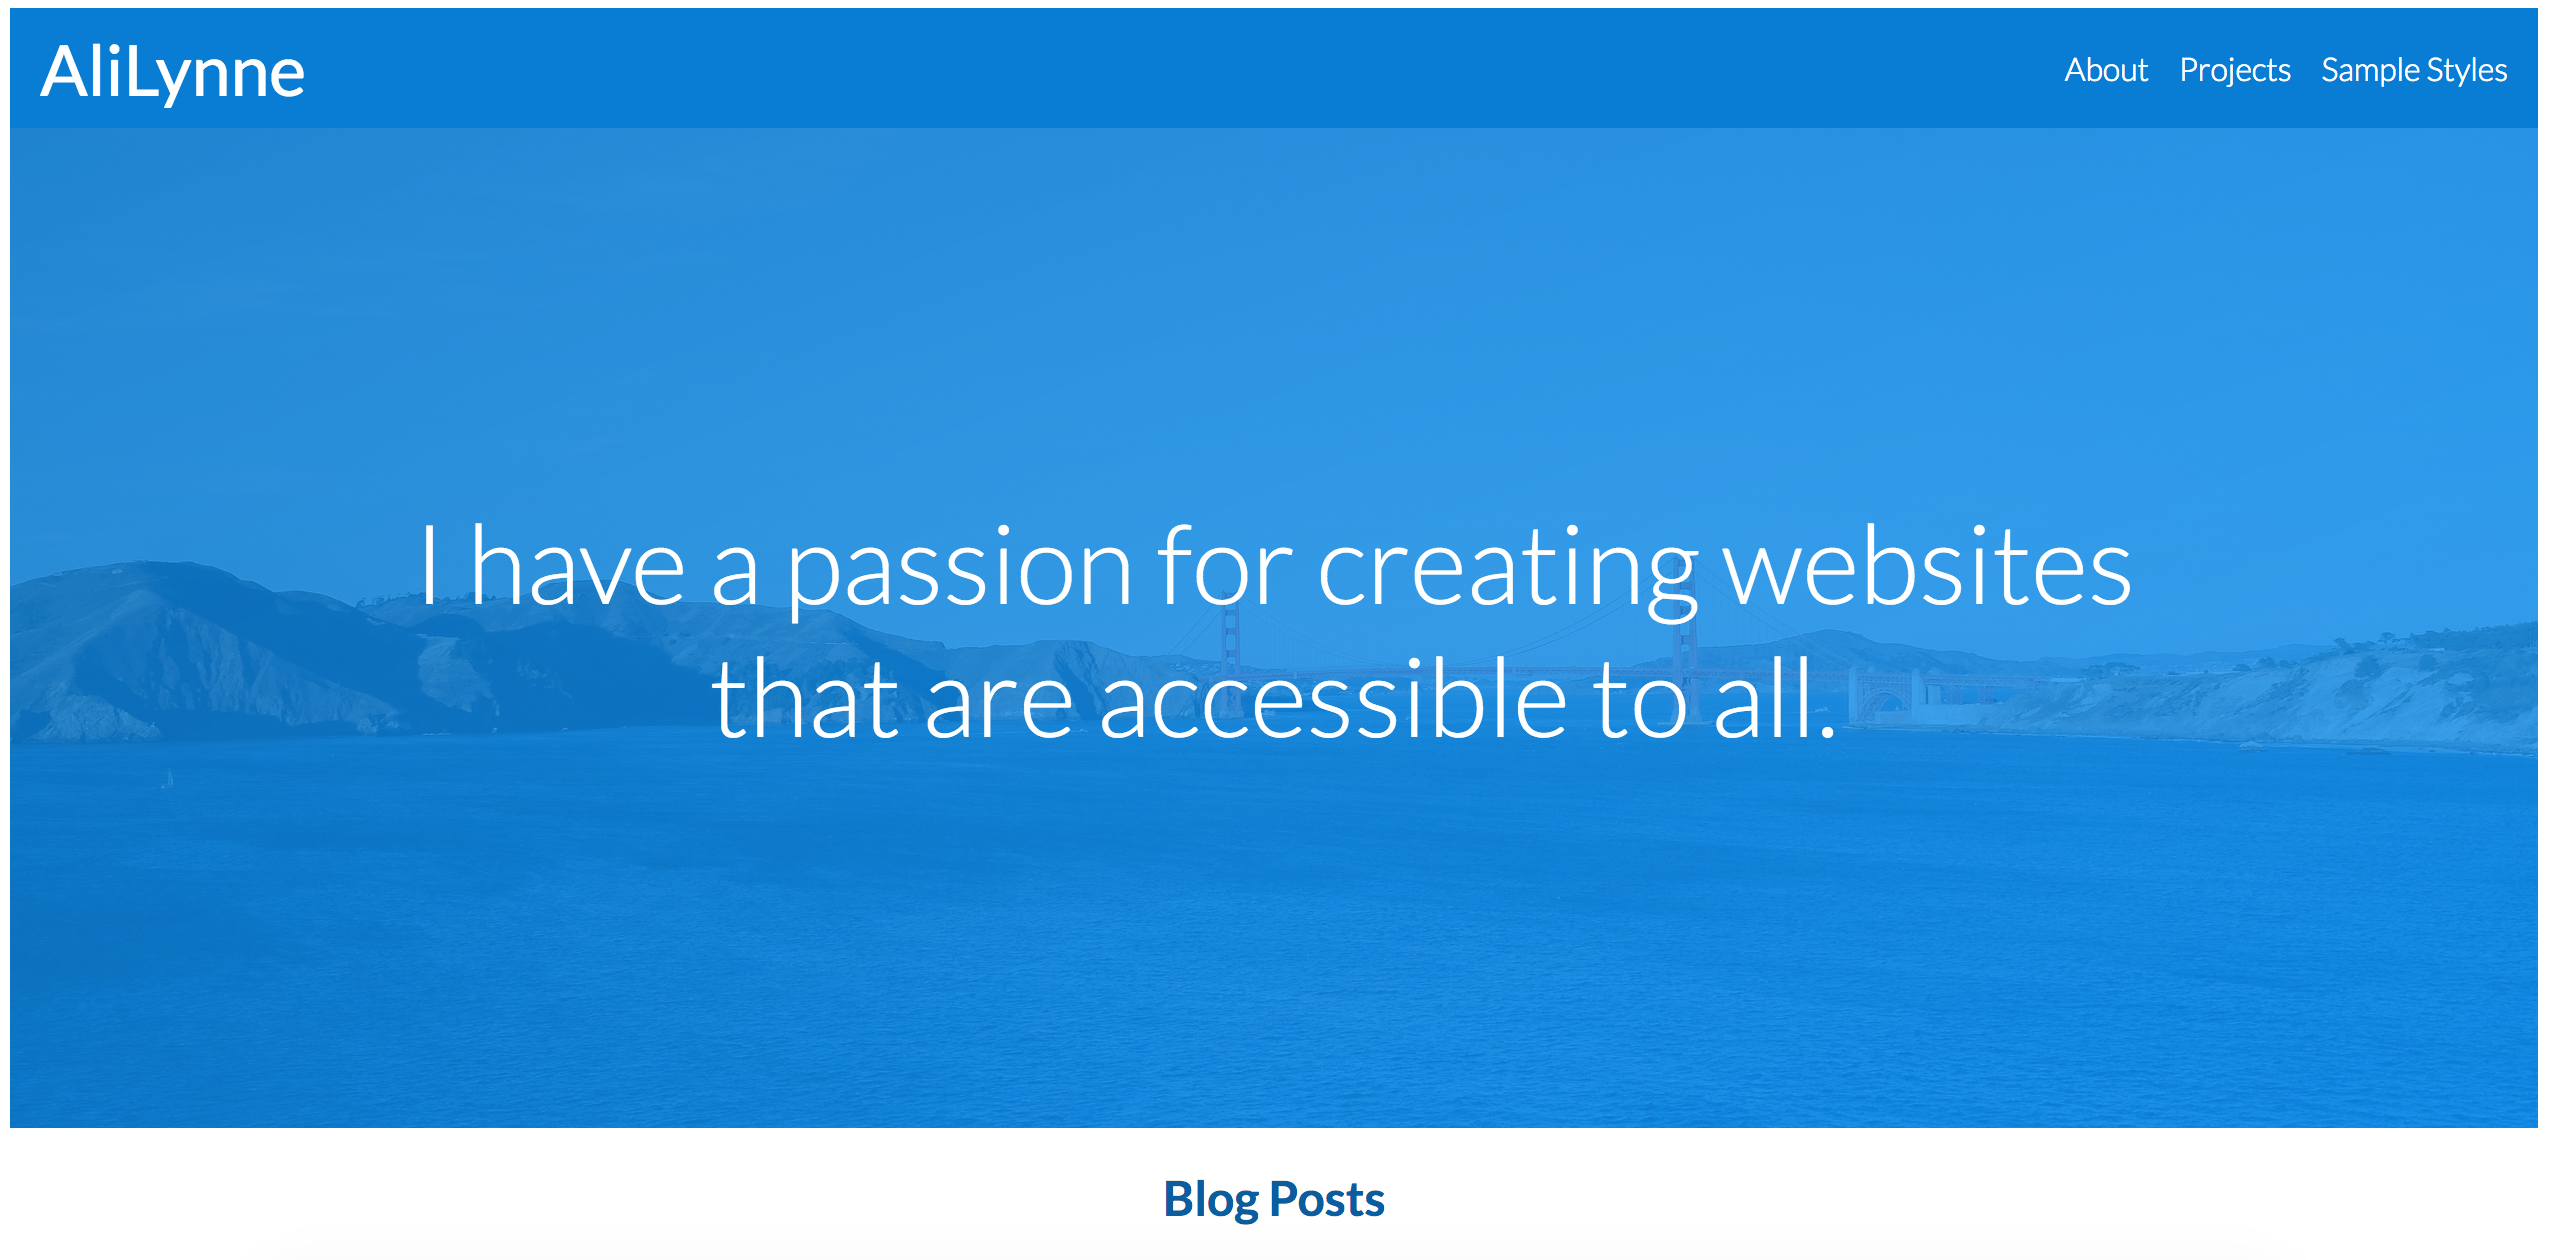 AliLynne
About Projects Sample Styles
I have a passion for creating websites
that are accessible to all.
Blog Posts